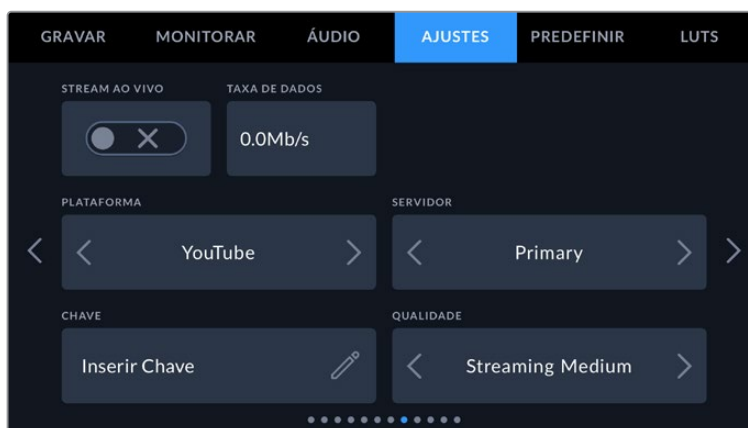 GRAVAR MONITORAR ÁUDIO AJUSTES PREDEFINIR LUTS
STREAM AO VIVO TAXA DE DADOS
0.0Mb/s
PLATAFORMA SERVIDOR
YouTube Primary
CHAVE QUALIDADE
Inserir Chave Streaming Medium